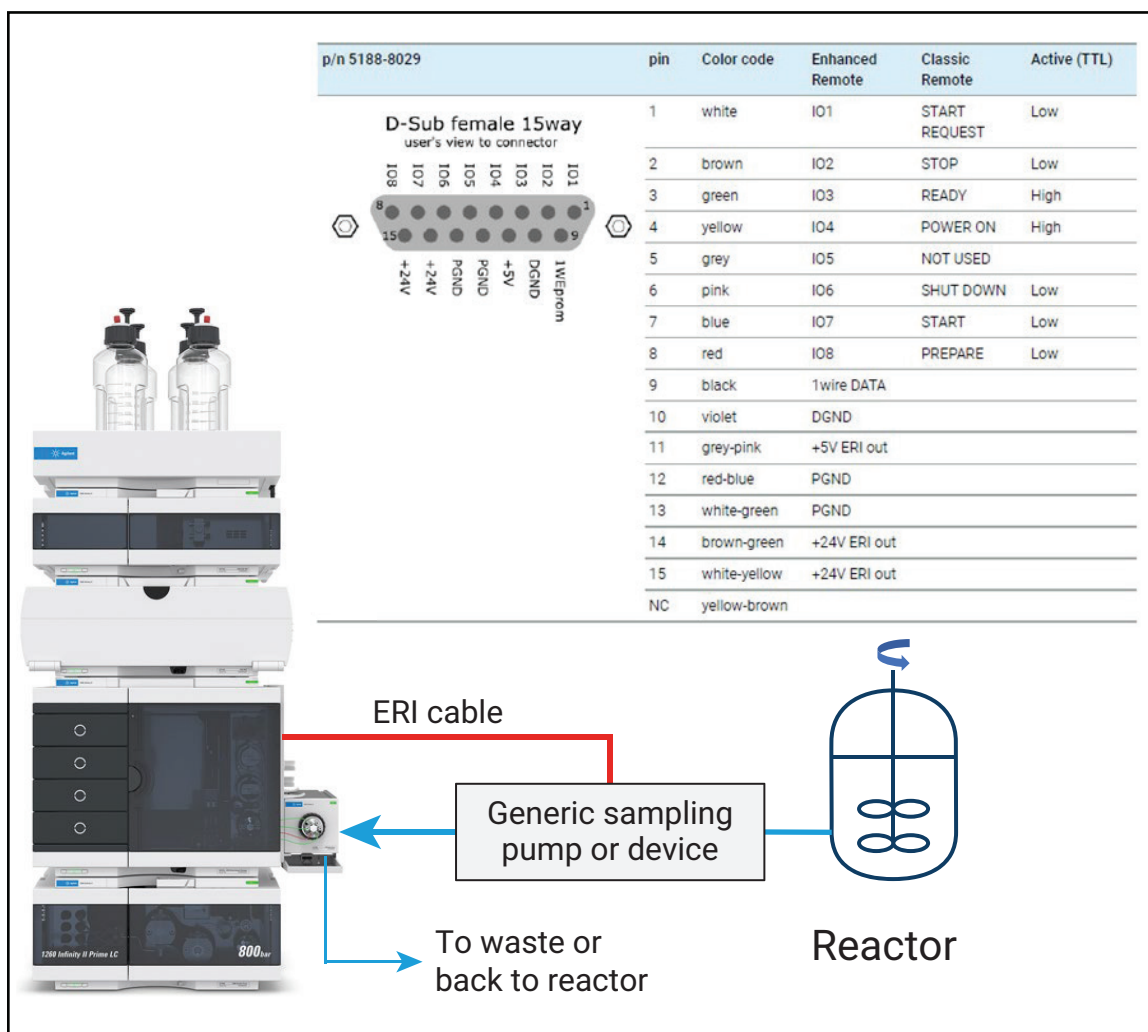 p/n 5188-8029 pin Color code Enhanced Remote Classic Remote Active (TTL)
D-Sub female 15way
user's view to connector
IO8 IO7 IO6 IO5 IO4 IO3 IO2 IO1
8 1
15 9
+24V +24V PGND PGND +5V DGND 1WEprom
1 white IO1 START REQUEST Low
2 brown IO2 STOP Low
3 green IO3 READY High
4 yellow IO4 POWER ON High
5 grey IO5 NOT USED
6 pink IO6 SHUT DOWN Low
7 blue IO7 START Low
8 red IO8 PREPARE Low
9 black 1wire DATA
10 violet DGND
11 grey-pink +5V ERI out
12 red-blue PGND
13 white-green PGND
14 brown-green +24V ERI out
15 white-yellow +24V ERI out
NC yellow-brown
Agilent
ERI cable
Generic sampling
pump or device
To waste or
back to reactor
Reactor
1260 Infinity II Prime LC 800bar